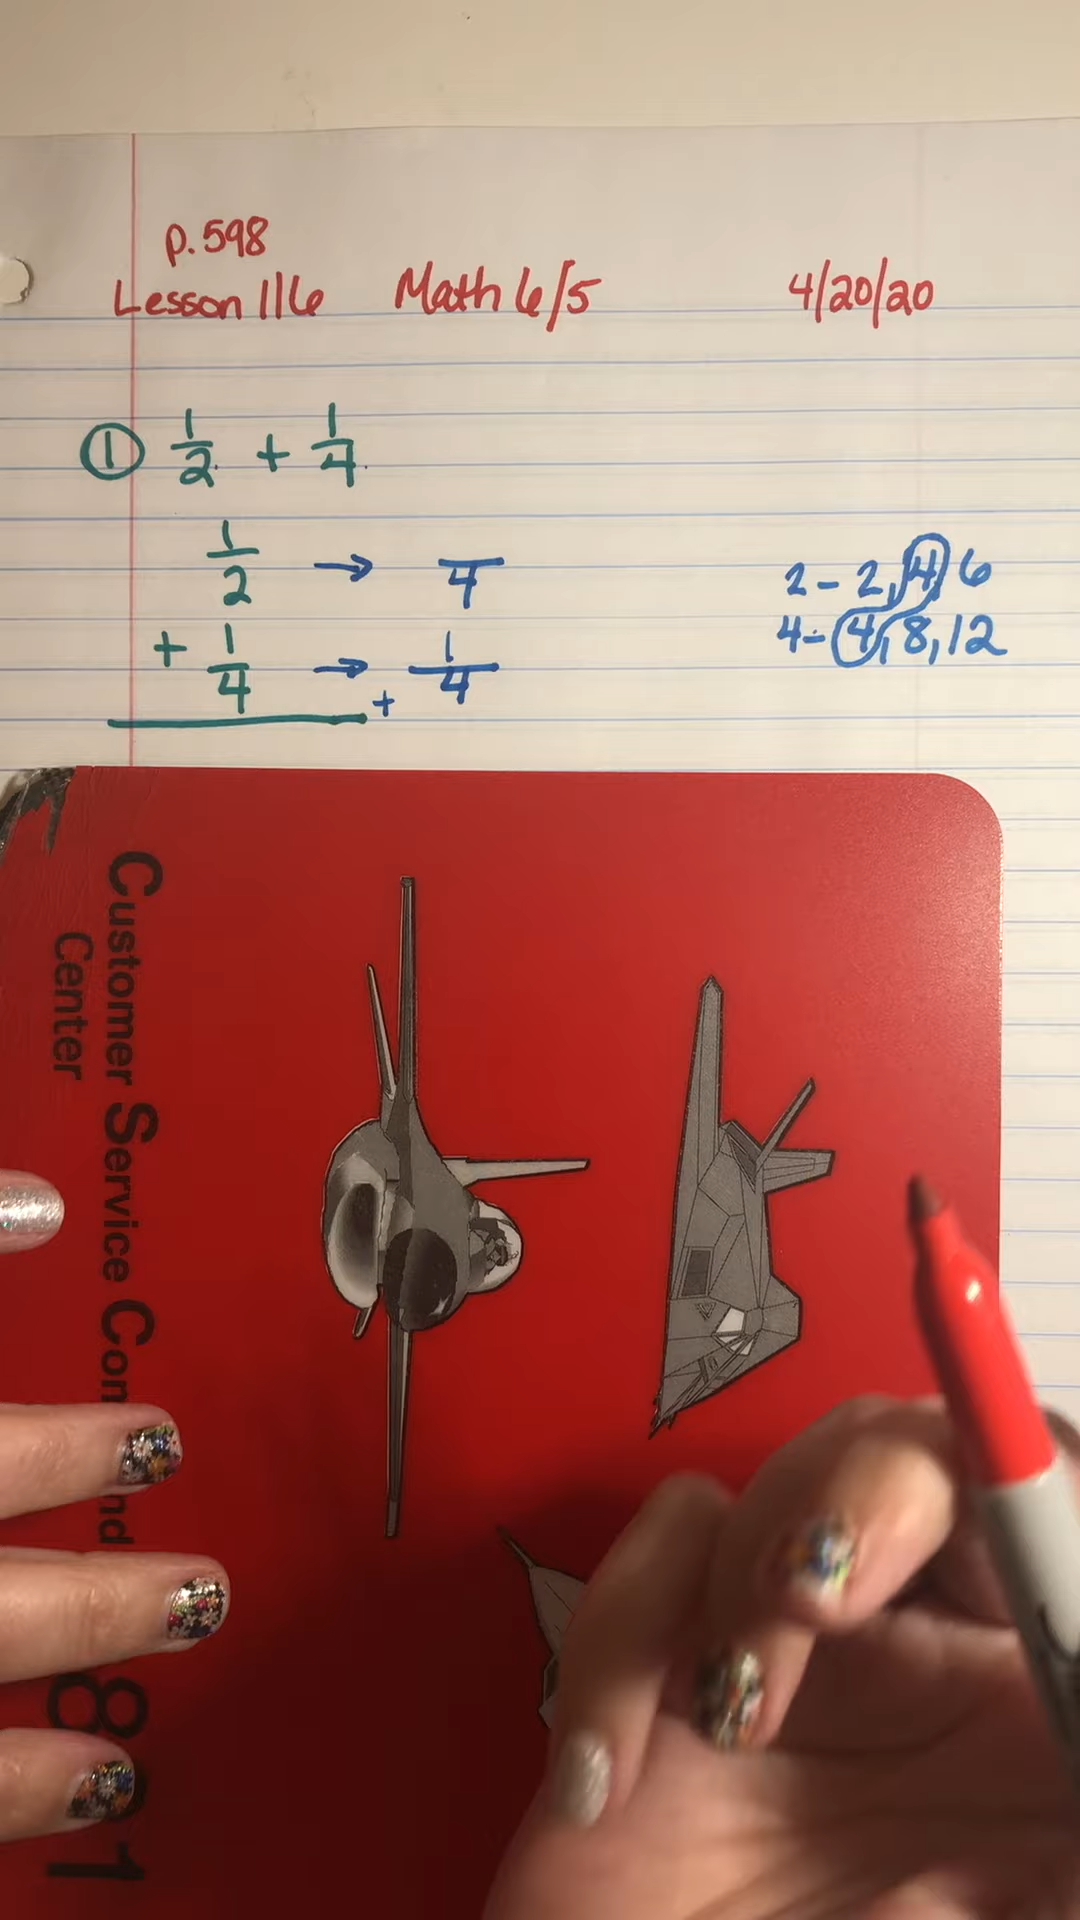 p.598
Lesson 116 Math 6/5 4/20/20
① 1/2 + 1/4
1/2 → /4 2 - 2, 4, 6
+ 1/4 → + 1/4 4 - 4, 8, 12
Customer Service
Center